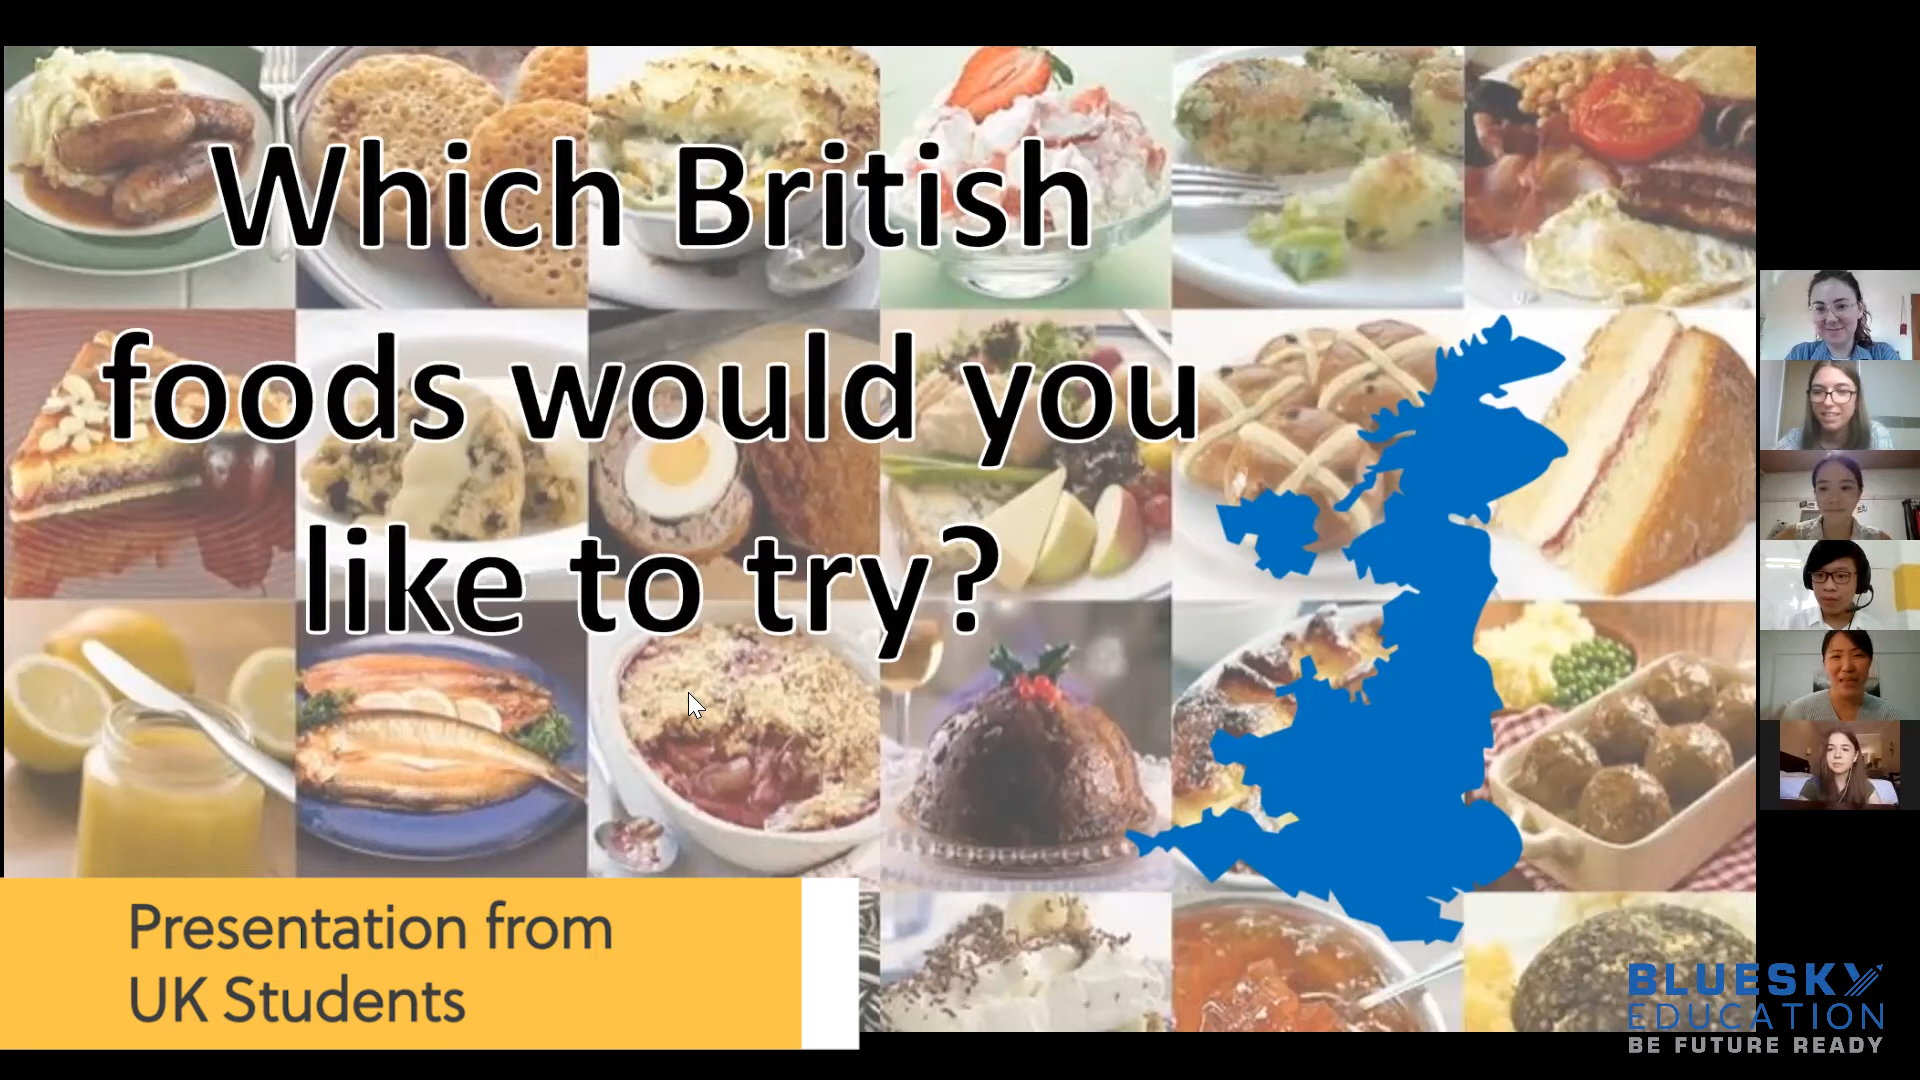 Which British
foods would you
like to try?
Presentation from
UK Students
BLUESKY
EDUCATION
BE FUTURE READY